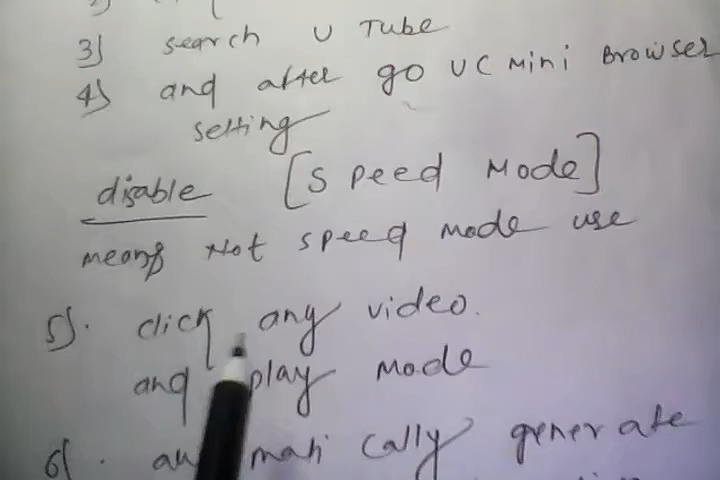 3) search U Tube
4) and after go UC Mini Browser
setting
disable [Speed Mode]
means Not speed mode use
5). click any video.
and play mode
6). cally generate